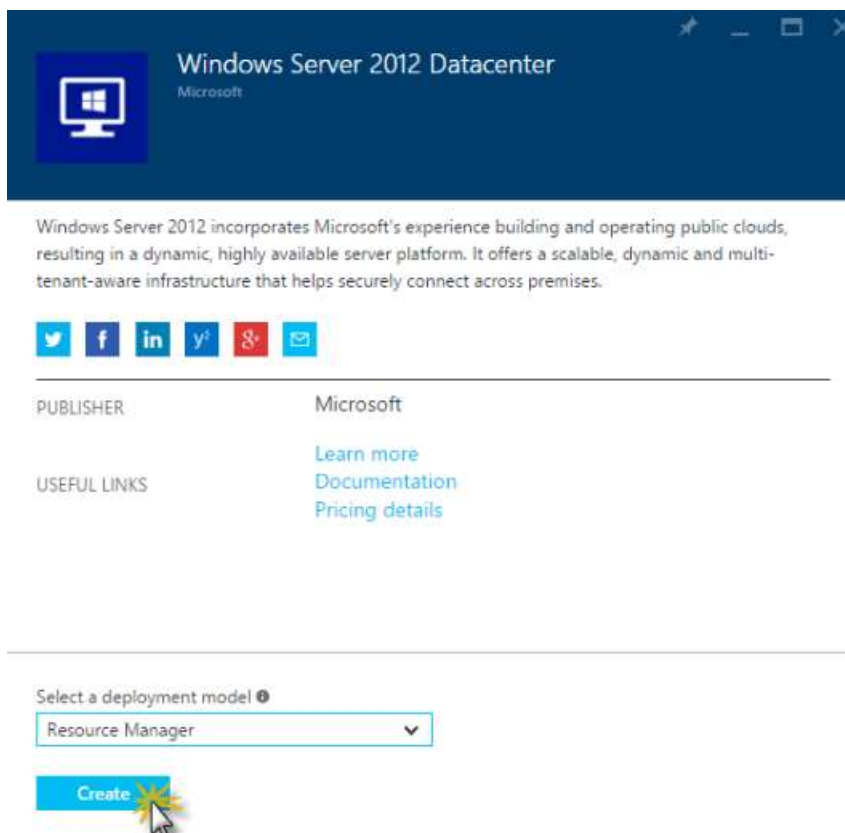 Windows Server 2012 Datacenter
Microsoft
Windows Server 2012 incorporates Microsoft's experience building and operating public clouds,
resulting in a dynamic, highly available server platform. It offers a scalable, dynamic and multi-
tenant-aware infrastructure that helps securely connect across premises.
PUBLISHER
Microsoft
Learn more
USEFUL LINKS
Documentation
Pricing details
Select a deployment model
Resource Manager
Create